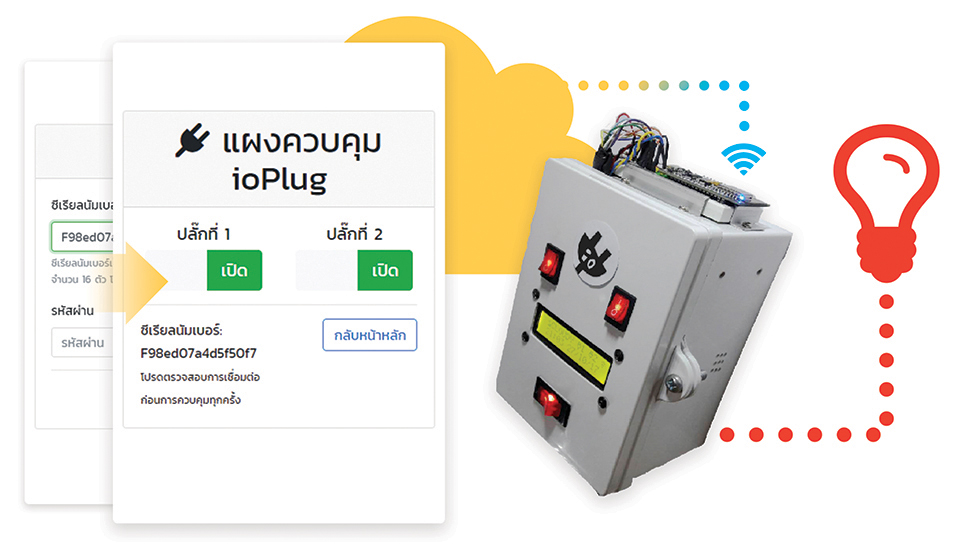 ซีเรียลนัมเบอ
F98ed07a
ซีเรียลนัมเบอร์
จำนวน 16 ตัว
รหัสผ่าน
รหัสผ่าน
แผงควบคุม
ioPlug
ปลั๊กที่ 1
ปลั๊กที่ 2
เปิด
เปิด
ซีเรียลนัมเบอร์:
F98ed07a4d5f50f7
โปรดตรวจสอบการเชื่อมต่อ
ก่อนการควบคุมทุกครั้ง
กลับหน้าหลัก